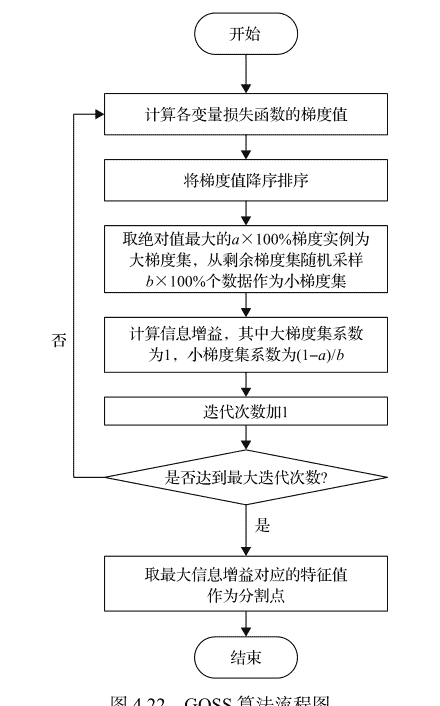 开始
计算各变量损失函数的梯度值
将梯度值降序排序
取绝对值最大的a×100%梯度实例为
大梯度集，从剩余梯度集随机采样
b×100%个数据作为小梯度集
计算信息增益，其中大梯度集系数
为1，小梯度集系数为(1−a)/b
迭代次数加1
否
是否达到最大迭代次数?
是
取最大信息增益对应的特征值
作为分割点
结束
图 4.22 GOSS 算法流程图